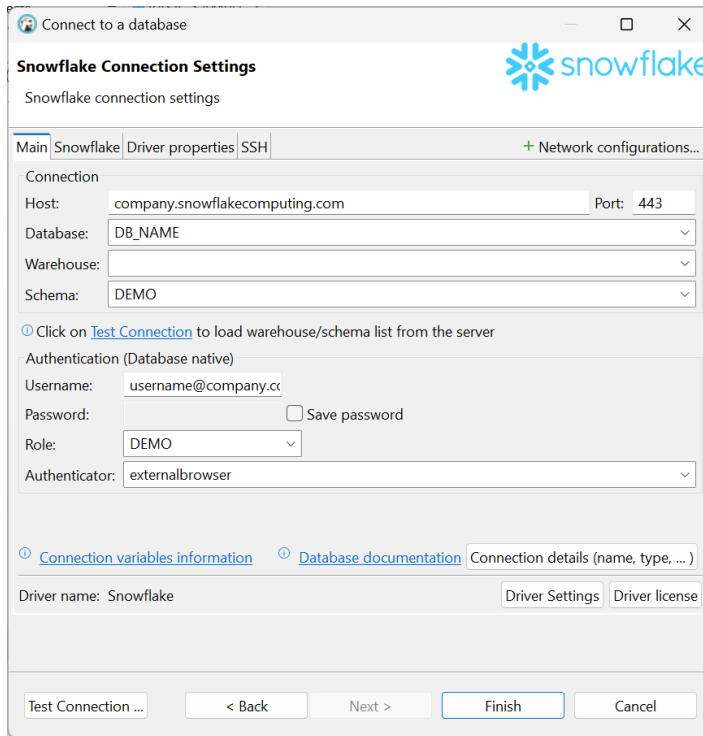 Connect to a database
Snowflake Connection Settings
snowflake
Snowflake connection settings
Main Snowflake Driver properties SSH + Network configurations...
Connection
Host: company.snowflakecomputing.com Port: 443
Database: DB_NAME
Warehouse:
Schema: DEMO
Click on Test Connection to load warehouse/schema list from the server
Authentication (Database native)
Username: username@company.cc
Password: Save password
Role: DEMO
Authenticator: externalbrowser
Connection variables information Database documentation Connection details (name, type, ... )
Driver name: Snowflake Driver Settings Driver license
Test Connection ... < Back Next > Finish Cancel